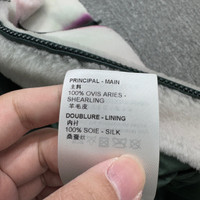 PRINCIPAL - MAIN
主料
100% OVIS ARIES -
SHEARLING
羊毛皮
DOUBLURE - LINING
内衬
100% SOIE - SILK
桑蚕丝